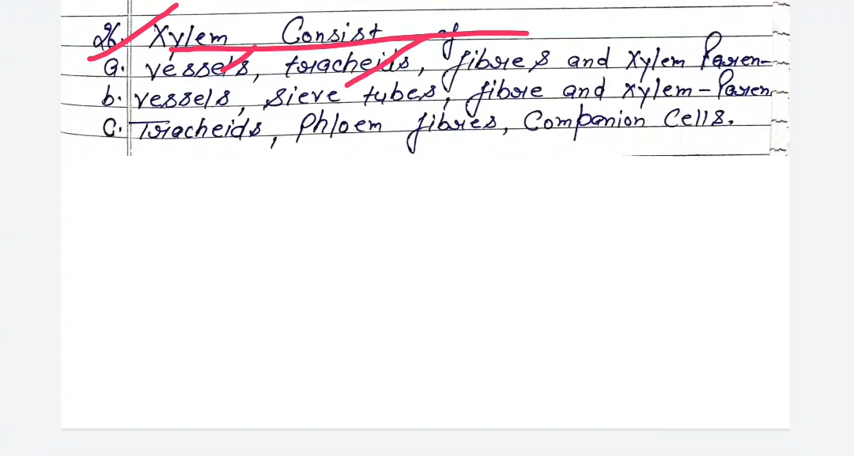 26. Xylem Consist of
a. vessels, tracheids, fibres and xylem Paren-
b. vessels, sieve tubes, fibre and xylem-Paren
C. Tracheids, Phloem fibres, Companion Cells.